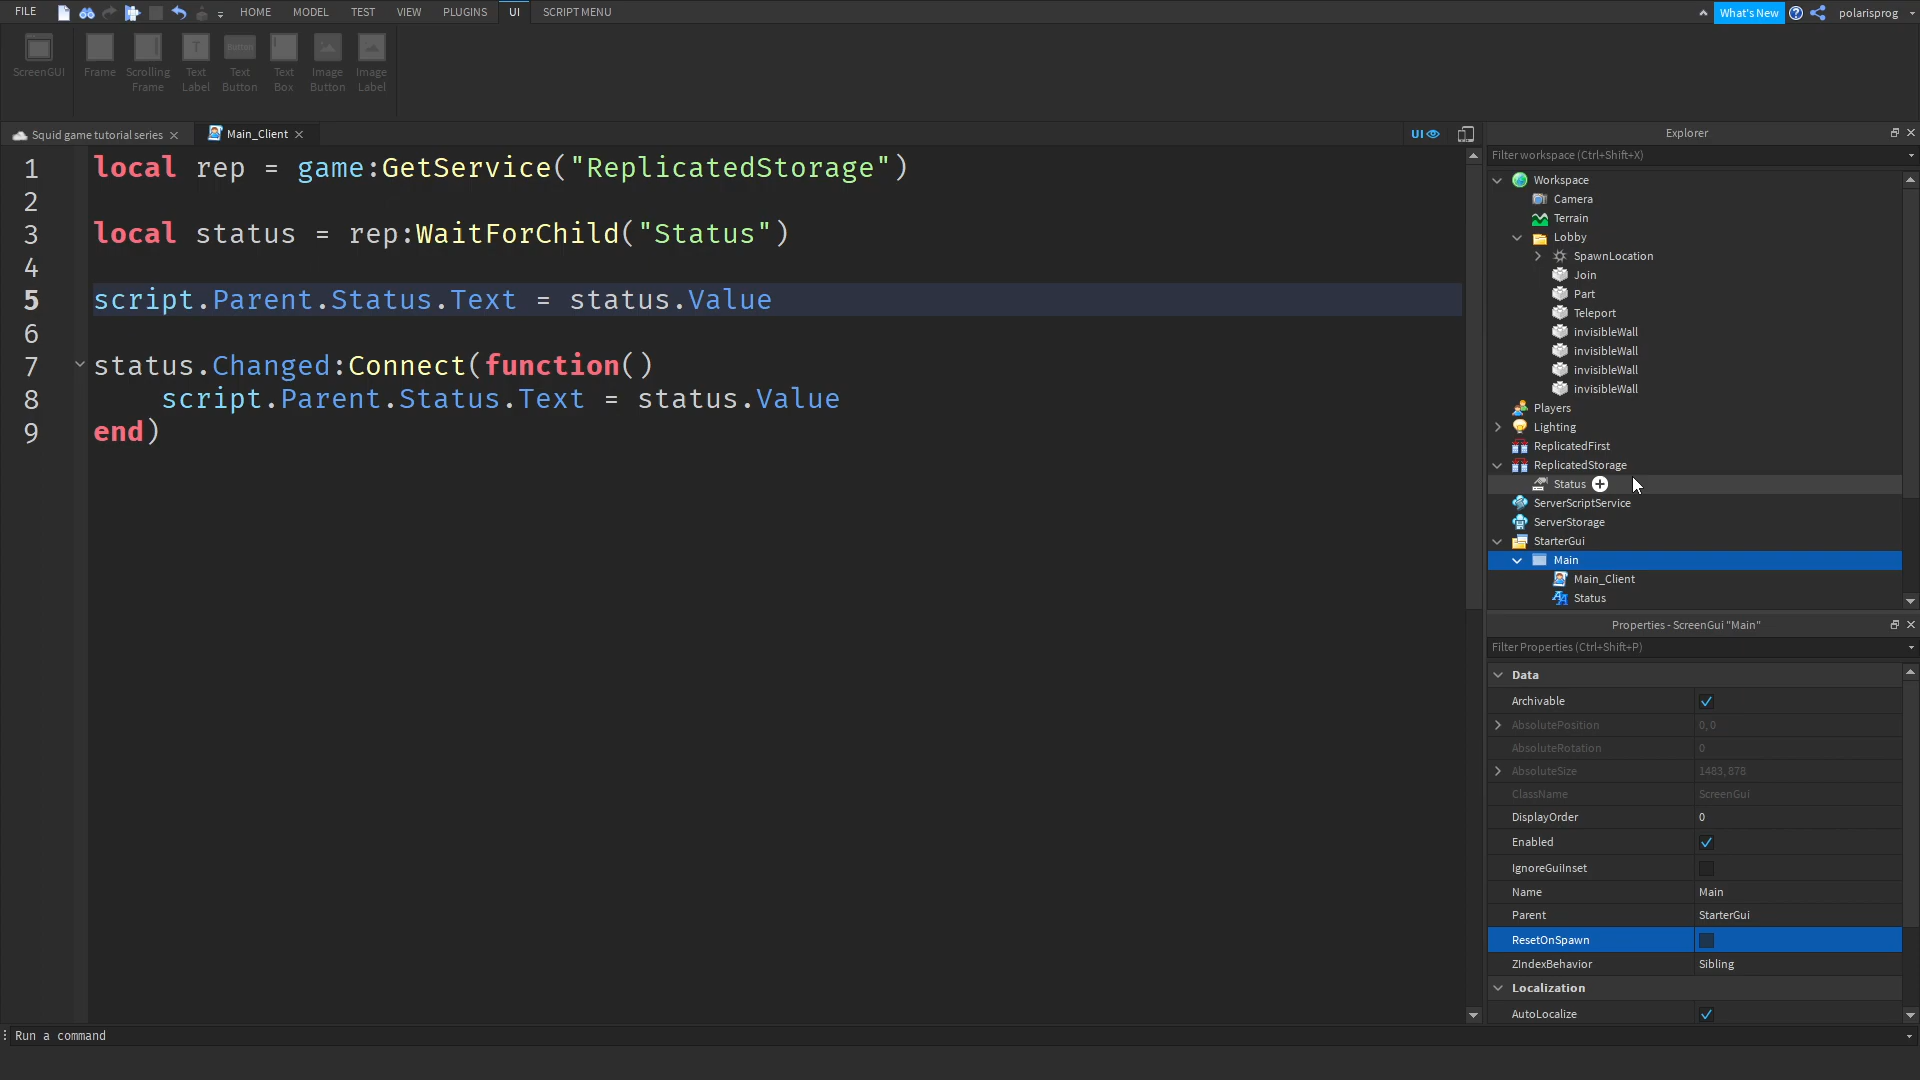 FILE
HOME
MODEL
TEST
VIEW
PLUGINS
UI
SCRIPT MENU
What's New
polarisprog
ScreenGUI
Frame
Scrolling
Frame
Text
Label
Button
Text
Button
Text
Box
Image
Button
Image
Label
Squid game tutorial series
Main_Client
UI
1 local rep = game:GetService("ReplicatedStorage")
2
3 local status = rep:WaitForChild("Status")
4
5 script.Parent.Status.Text = status.Value
6
7 status.Changed:Connect(function()
8 script.Parent.Status.Text = status.Value
9 end)
Explorer
Filter workspace (Ctrl+Shift+X)
Workspace
Camera
Terrain
Lobby
SpawnLocation
Join
Part
Teleport
invisibleWall
invisibleWall
invisibleWall
invisibleWall
Players
Lighting
ReplicatedFirst
ReplicatedStorage
Status
ServerScriptService
ServerStorage
StarterGui
Main
Main_Client
Status
Properties - ScreenGui "Main"
Filter Properties (Ctrl+Shift+P)
Data
Archivable
AbsolutePosition 0, 0
AbsoluteRotation 0
AbsoluteSize 1483, 878
ClassName ScreenGui
DisplayOrder 0
Enabled
IgnoreGuiInset
Name Main
Parent StarterGui
ResetOnSpawn
ZIndexBehavior Sibling
Localization
AutoLocalize
Run a command